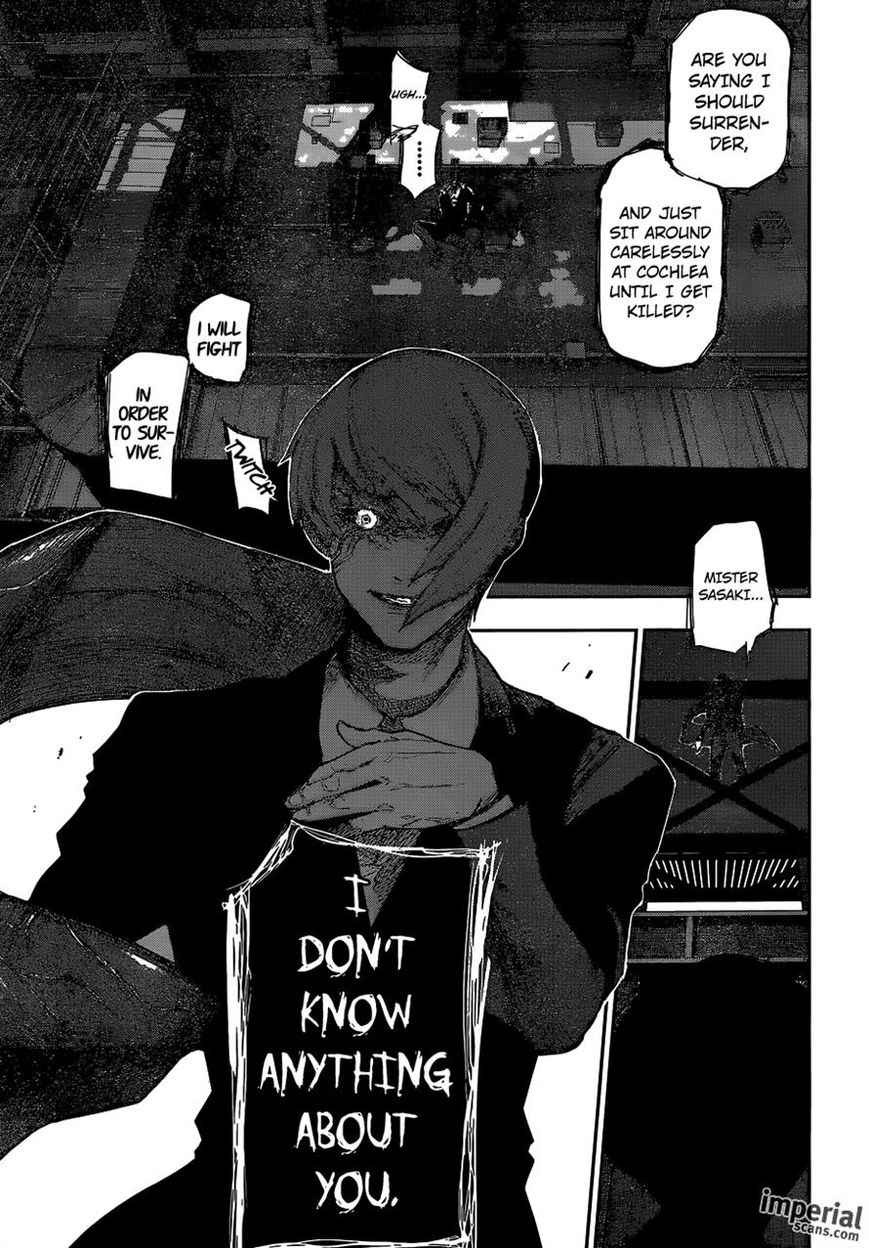 ARE YOU
SAYING I
SHOULD
SURREN-
DER,
AND JUST
SIT AROUND
CARELESSLY
AT COCHLEA
UNTIL I GET
KILLED?
UGH...
......
I WILL
FIGHT
IN
ORDER
TO SUR-
VIVE.
TWITCH
MISTER
SASAKI...
I
DON'T
KNOW
ANYTHING
ABOUT
YOU.
imperial
scans.com